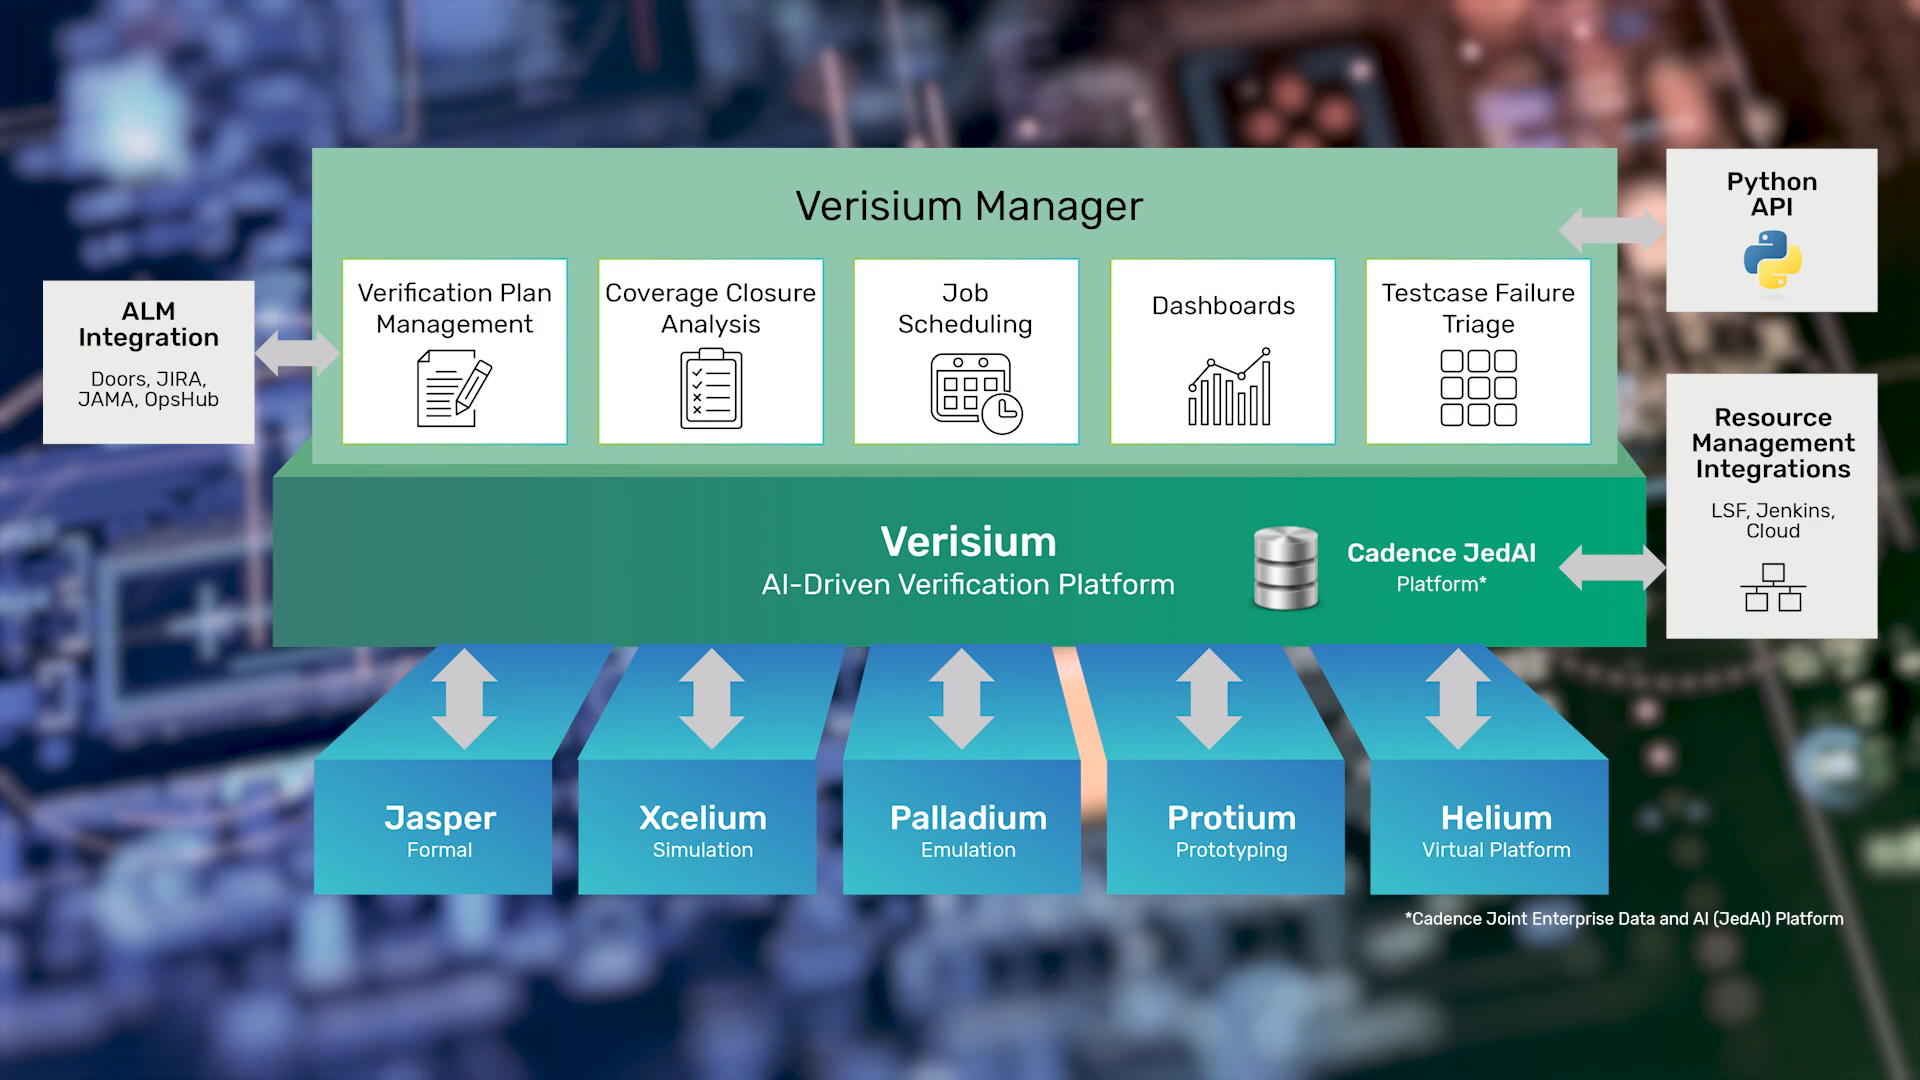 Verisium Manager
Verification Plan
Management
Coverage Closure
Analysis
Job
Scheduling
Dashboards
Testcase Failure
Triage
ALM
Integration
Doors, JIRA,
JAMA, OpsHub
Python
API
Resource
Management
Integrations
LSF, Jenkins,
Cloud
Verisium
AI-Driven Verification Platform
Cadence JedAI
Platform*
Jasper
Formal
Xcelium
Simulation
Palladium
Emulation
Protium
Prototyping
Helium
Virtual Platform
*Cadence Joint Enterprise Data and AI (JedAI) Platform